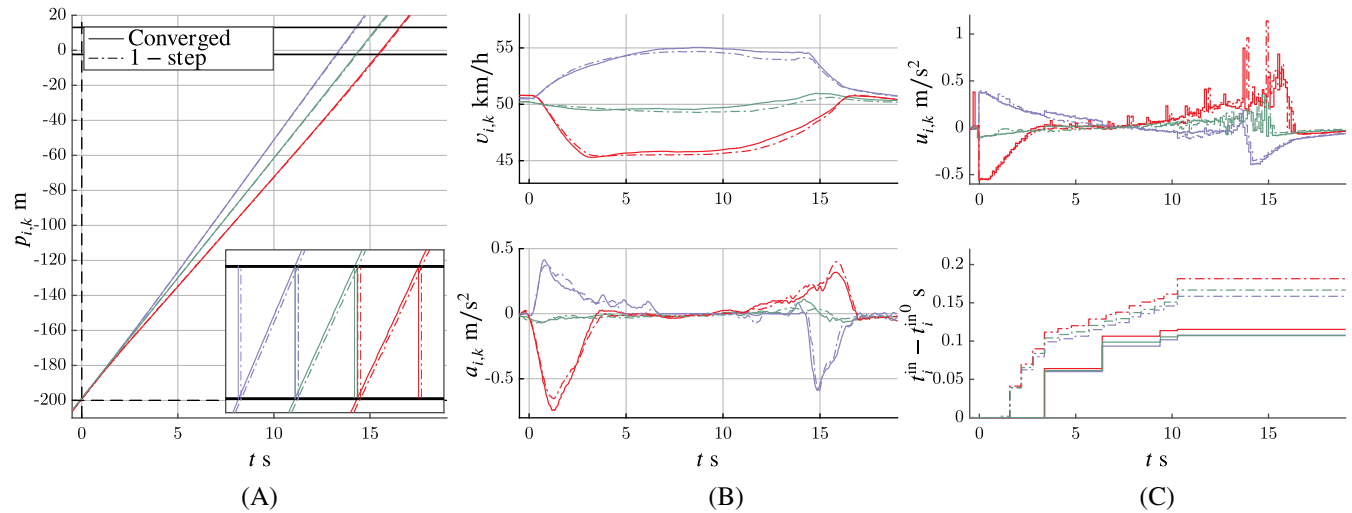 20
0
-20
-40
-60
-80
-100
-120
-140
-160
-180
-200
p_{i,k} m
Converged
1 − step
0 5 10 15
t s
(A)
55
50
45
v_{i,k} km/h
0 5 10 15
0.5
0
-0.5
a_{i,k} m/s²
0 5 10 15
t s
(B)
1
0.5
0
-0.5
u_{i,k} m/s²
0 5 10 15
0.2
0.15
0.1
0.05
0
t_i^{in} − t_i^{in^0} s
0 5 10 15
t s
(C)